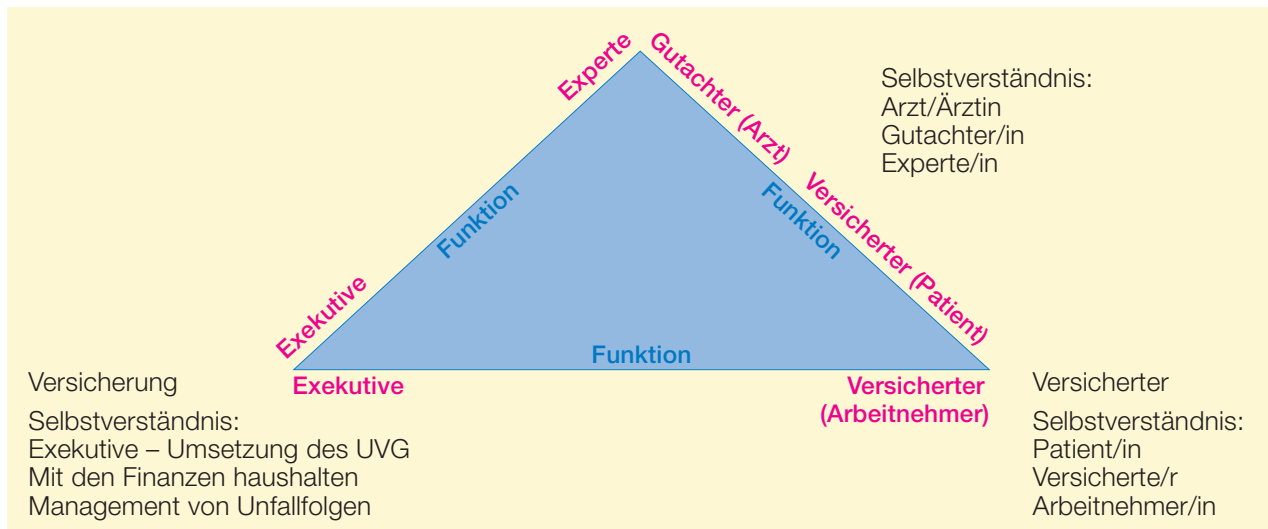 Experte
Gutachter (Arzt)
Selbstverständnis:
Arzt/Ärztin
Gutachter/in
Experte/in
Funktion
Funktion
Versicherter (Patient)
Exekutive
Funktion
Versicherung
Exekutive
Versicherter
(Arbeitnehmer)
Versicherter
Selbstverständnis:
Exekutive – Umsetzung des UVG
Mit den Finanzen haushalten
Management von Unfallfolgen
Selbstverständnis:
Patient/in
Versicherte/r
Arbeitnehmer/in